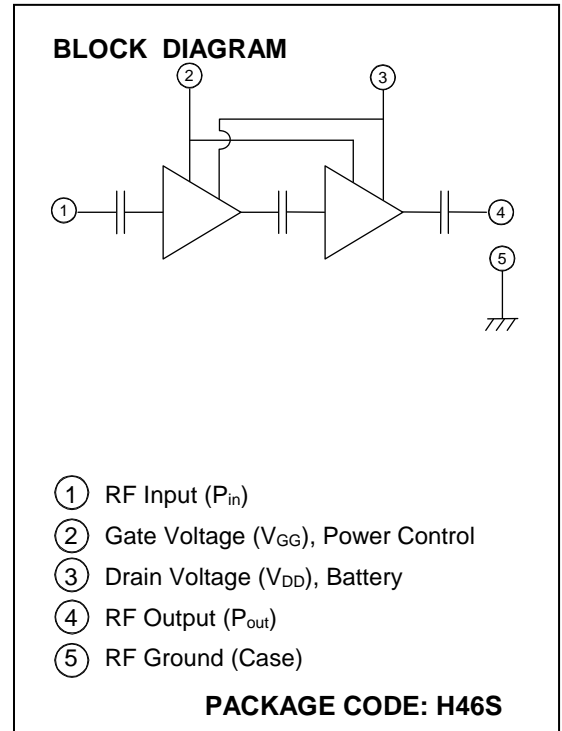 BLOCK DIAGRAM
② ③
① ④
⑤
① RF Input (Pin)
② Gate Voltage (VGG), Power Control
③ Drain Voltage (VDD), Battery
④ RF Output (Pout)
⑤ RF Ground (Case)
PACKAGE CODE: H46S